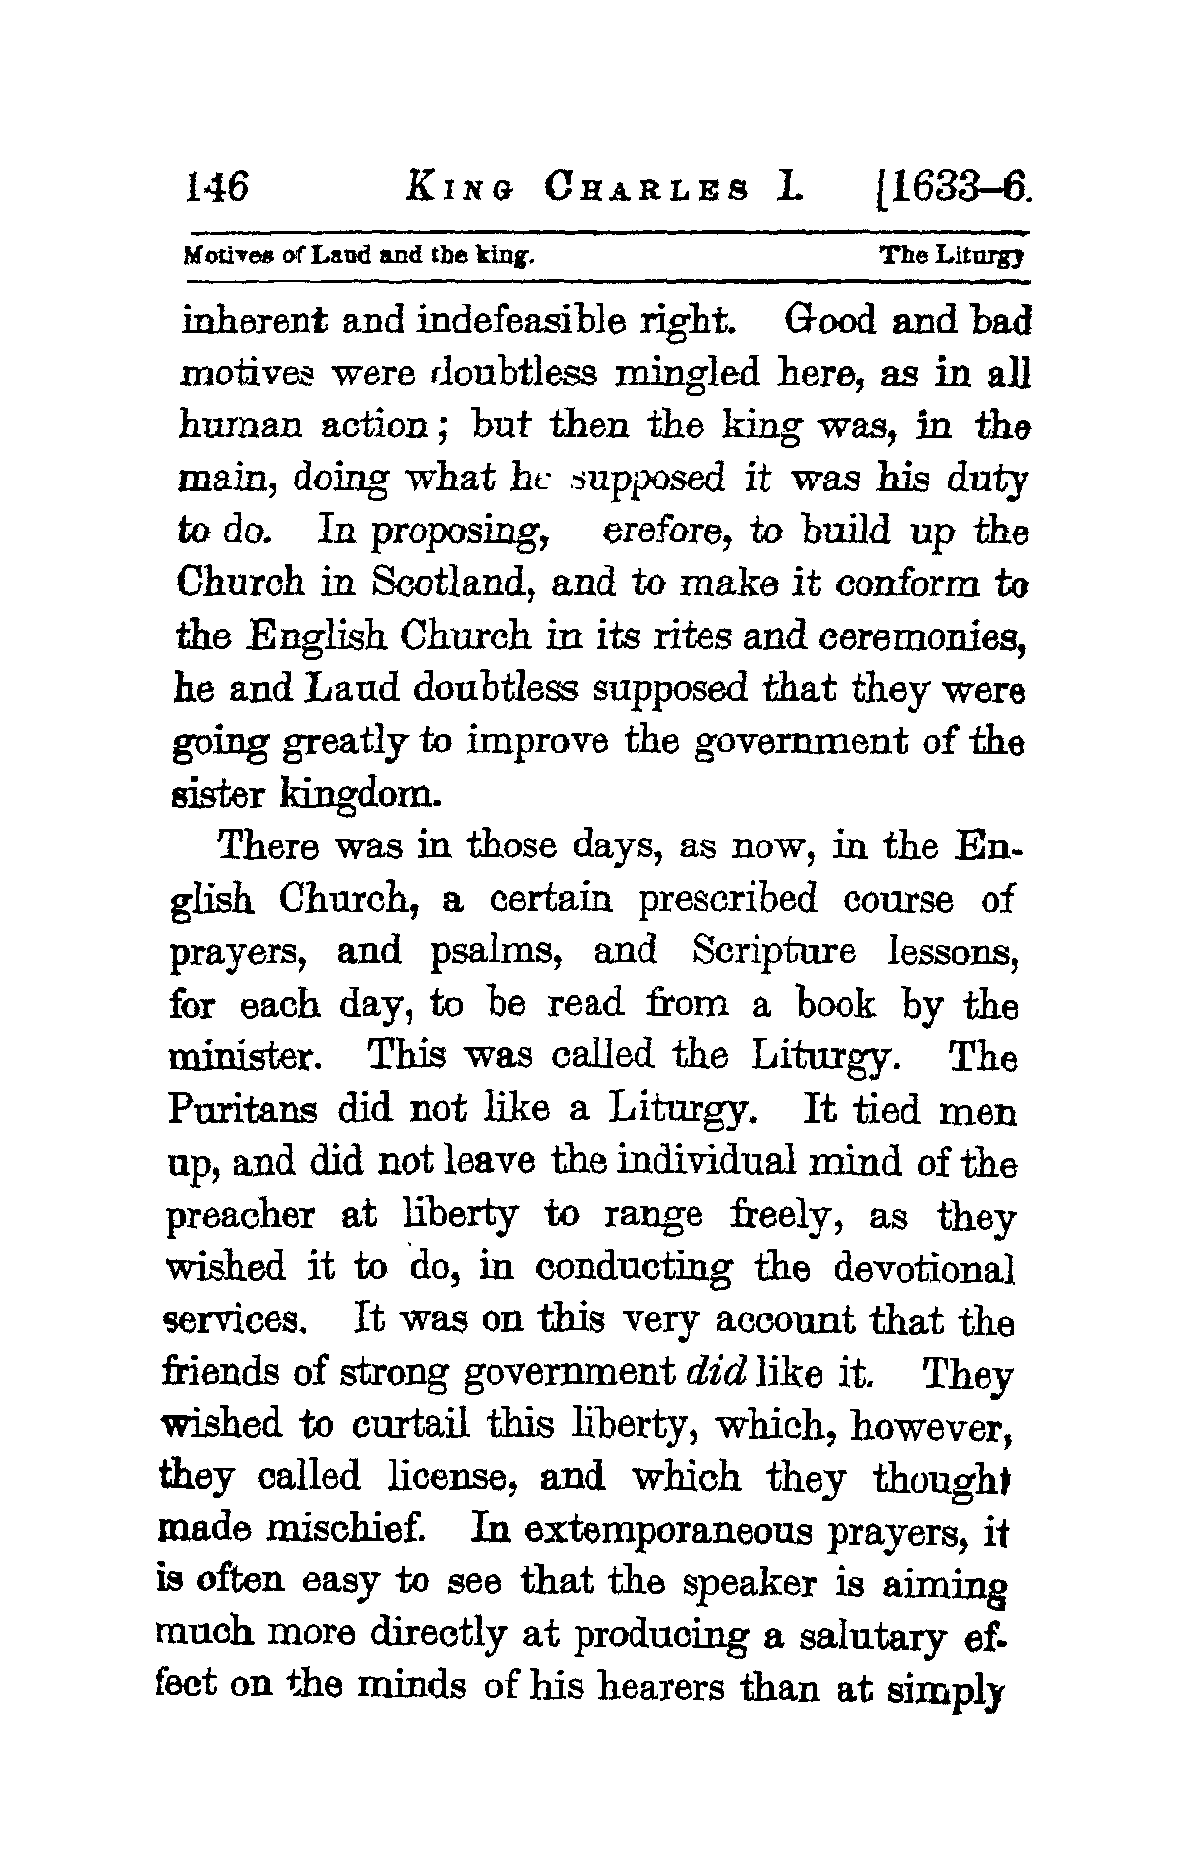 146 KING CHARLES I. [1633–6.
Motives of Laud and the king. The Liturgy
inherent and indefeasible right. Good and bad
motives were doubtless mingled here, as in all
human action; but then the king was, in the
main, doing what he supposed it was his duty
to do. In proposing, erefore, to build up the
Church in Scotland, and to make it conform to
the English Church in its rites and ceremonies,
he and Laud doubtless supposed that they were
going greatly to improve the government of the
sister kingdom.
There was in those days, as now, in the En-
glish Church, a certain prescribed course of
prayers, and psalms, and Scripture lessons,
for each day, to be read from a book by the
minister. This was called the Liturgy. The
Puritans did not like a Liturgy. It tied men
up, and did not leave the individual mind of the
preacher at liberty to range freely, as they
wished it to do, in conducting the devotional
services. It was on this very account that the
friends of strong government did like it. They
wished to curtail this liberty, which, however,
they called license, and which they thought
made mischief. In extemporaneous prayers, it
is often easy to see that the speaker is aiming
much more directly at producing a salutary ef-
fect on the minds of his hearers than at simply